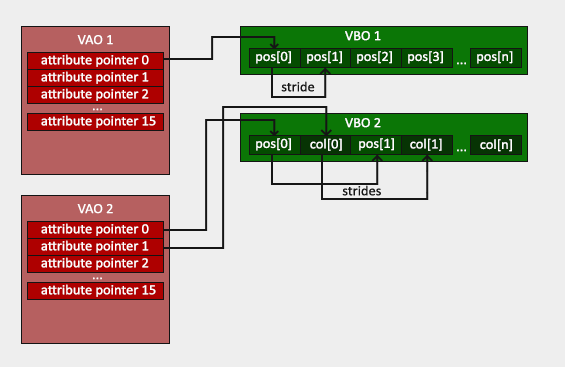 VAO 1
attribute pointer 0
attribute pointer 1
attribute pointer 2
...
attribute pointer 15
VBO 1
pos[0] pos[1] pos[2] pos[3] ... pos[n]
stride
VBO 2
pos[0] col[0] pos[1] col[1] ... col[n]
strides
VAO 2
attribute pointer 0
attribute pointer 1
attribute pointer 2
...
attribute pointer 15